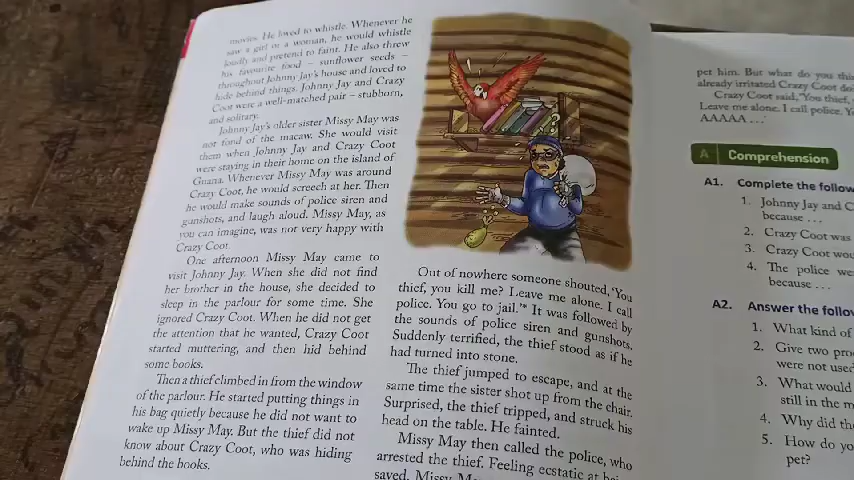 movies. He loved to whistle. Whenever he
saw a girl or a woman, he would whistle
loudly and pretend to faint. He also threw
his favourite food – sunflower seeds –
throughout Johnny Jay's house and loved to
hide behind things. Johnny Jay and Crazy
Coot were a well-matched pair – stubborn,
and solitary.
Johnny Jay's older sister Missy May was
not fond of the macaw. She would visit
them when Johnny Jay and Crazy Coot
were staying in their home on the island of
Guana. Whenever Missy May was around
Crazy Coot, he would screech at her. Then
he would make sounds of police siren and
gunshots, and laugh aloud. Missy May, as
you can imagine, was not very happy with
Crazy Coot.
One afternoon Missy May came to
visit Johnny Jay. When she did not find
her brother in the house, she decided to
sleep in the parlour for some time. She
ignored Crazy Coot. When he did not get
the attention that he wanted, Crazy Coot
started muttering, and then hid behind
some books.
Then a thief climbed in from the window
of the parlour. He started putting things in
his bag quietly because he did not want to
wake up Missy May. But the thief did not
know about Crazy Coot, who was hiding
behind the books.
Out of nowhere someone shouted, 'You
thief, you kill me? Leave me alone. I call
police. You go to jail.'* It was followed by
the sounds of police siren and gunshots.
Suddenly terrified, the thief stood as if he
had turned into stone.
The thief jumped to escape, and at the
same time the sister shot up from the chair.
Surprised, the thief tripped, and struck his
head on the table. He fainted.
Missy May then called the police, who
arrested the thief. Feeling ecstatic at
saved, Missy
pet him. But what do you
already irritated Crazy Coot
Crazy Coot said, 'You thief,
Leave me alone. I call police.
AAAAA ...'
A Comprehension
A1. Complete the
1. Johnny Jay and
because ...
2. Crazy Coot was
3. Crazy Coot
4. The police
because ...
A2. Answer the
1. What kind of
2. Give two
were not
3. What would
still in the
4. Why did the
5. How do
pet?